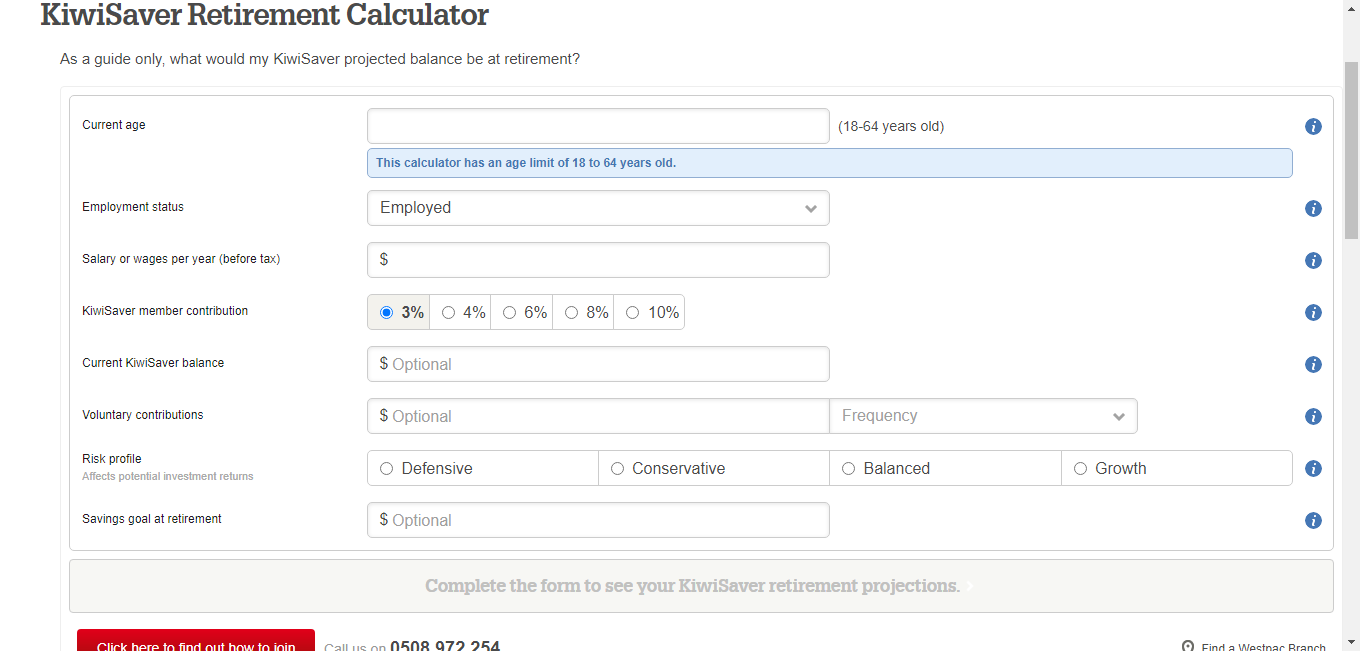 KiwiSaver Retirement Calculator
As a guide only, what would my KiwiSaver projected balance be at retirement?
Current age
(18-64 years old)
This calculator has an age limit of 18 to 64 years old.
Employment status
Employed
Salary or wages per year (before tax)
$
KiwiSaver member contribution
3% 4% 6% 8% 10%
Current KiwiSaver balance
$ Optional
Voluntary contributions
$ Optional
Frequency
Risk profile
Affects potential investment returns
Defensive Conservative Balanced Growth
Savings goal at retirement
$ Optional
Complete the form to see your KiwiSaver retirement projections.
Click here to find out how to join
Call us on 0508 972 254
Find a Westpac Branch